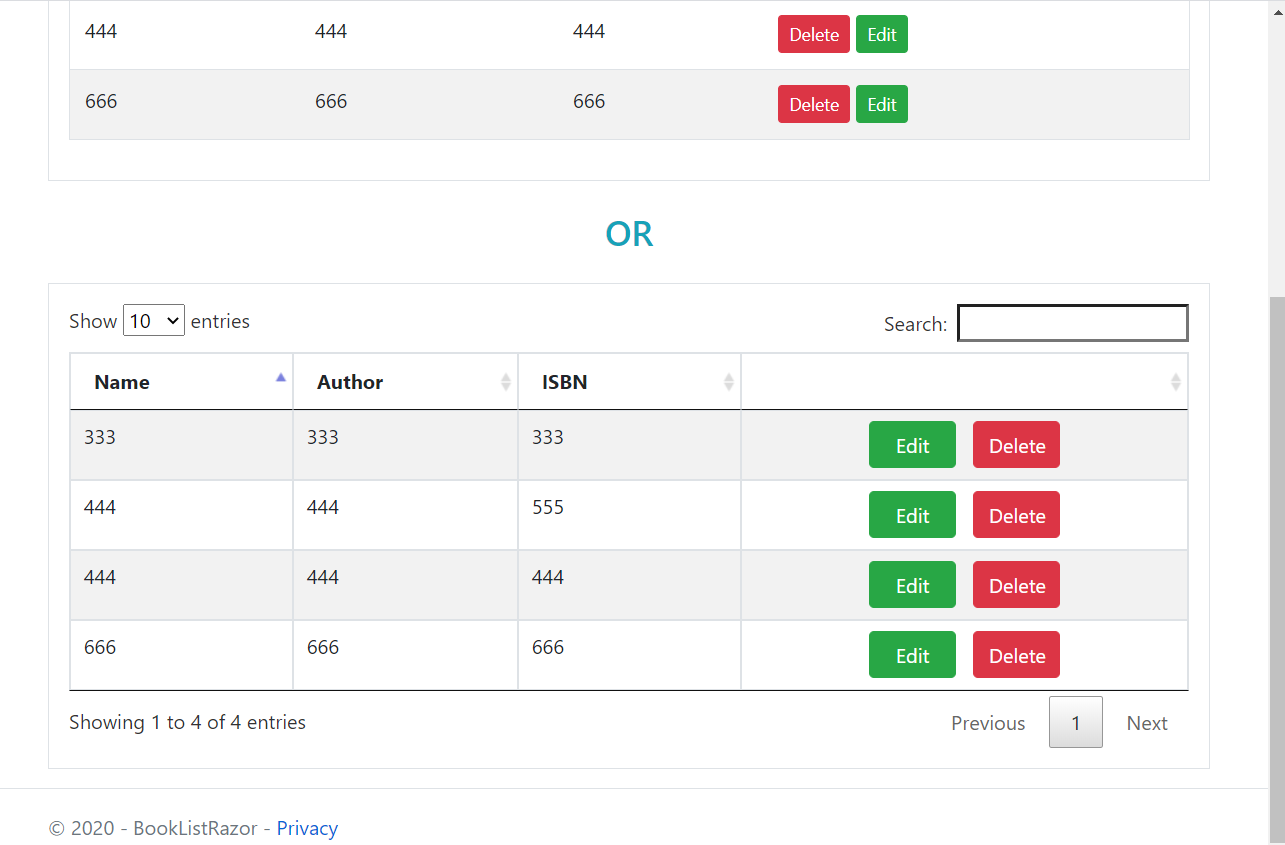 444 444 444 Delete Edit
666 666 666 Delete Edit
OR
Show 10 entries Search:
Name Author ISBN
333 333 333 Edit Delete
444 444 555 Edit Delete
444 444 444 Edit Delete
666 666 666 Edit Delete
Showing 1 to 4 of 4 entries Previous 1 Next
© 2020 - BookListRazor - Privacy